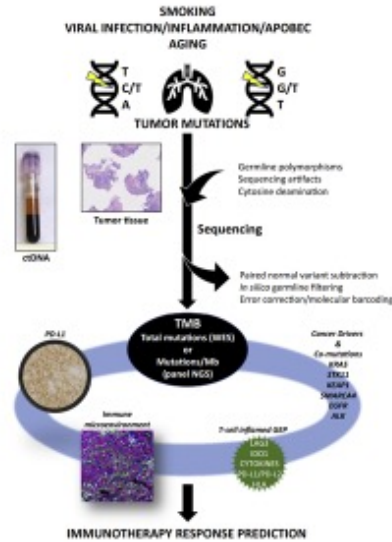 SMOKING
VIRAL INFECTION/INFLAMMATION/APOBEC
AGING
T
C/T
A
G
G/T
T
TUMOR MUTATIONS
Germline polymorphisms
Sequencing artifacts
Cytosine deamination
Tumor tissue
ctDNA
Sequencing
Paired normal variant subtraction
In silico germline filtering
Error correction/molecular barcoding
TMB
Total mutations (WES)
or
Mutations/Mb
(panel NGS)
PD-L1
Cancer Drivers
&
Co-mutations
KRAS
STK11
KEAP1
SMARCA4
EGFR
ALK
Immune
microenvironment
T-cell inflamed GEP
LAG3
IDO1
CYTOKINES
PD-L1/PD-L2
HLA
IMMUNOTHERAPY RESPONSE PREDICTION